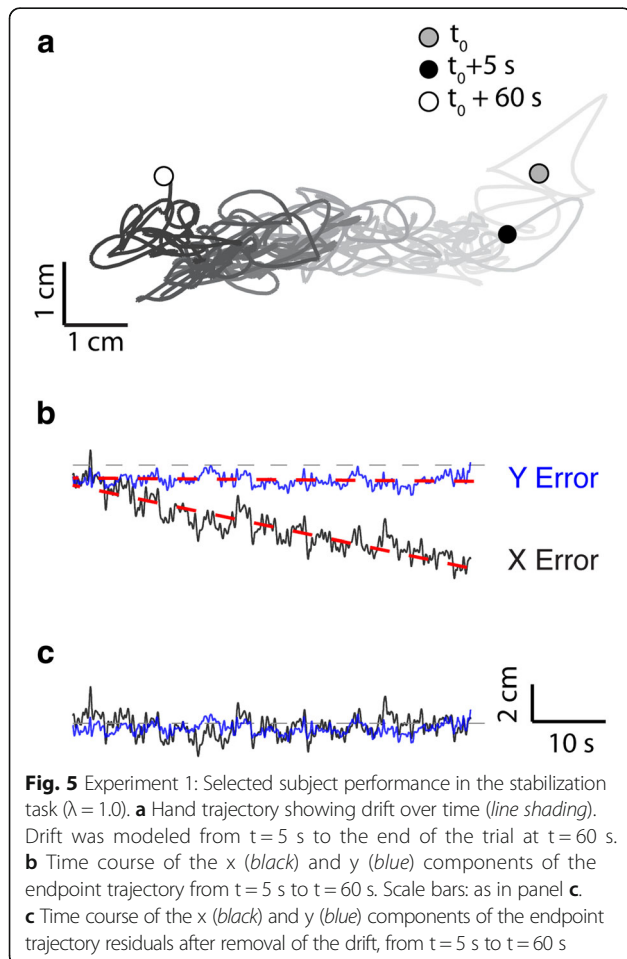 a
t0
t0+5 s
t0 + 60 s
1 cm
1 cm
b
Y Error
X Error
c
2 cm
10 s
Fig. 5 Experiment 1: Selected subject performance in the stabilization
task (λ = 1.0). a Hand trajectory showing drift over time (line shading).
Drift was modeled from t = 5 s to the end of the trial at t = 60 s.
b Time course of the x (black) and y (blue) components of the
endpoint trajectory from t = 5 s to t = 60 s. Scale bars: as in panel c.
c Time course of the x (black) and y (blue) components of the endpoint
trajectory residuals after removal of the drift, from t = 5 s to t = 60 s